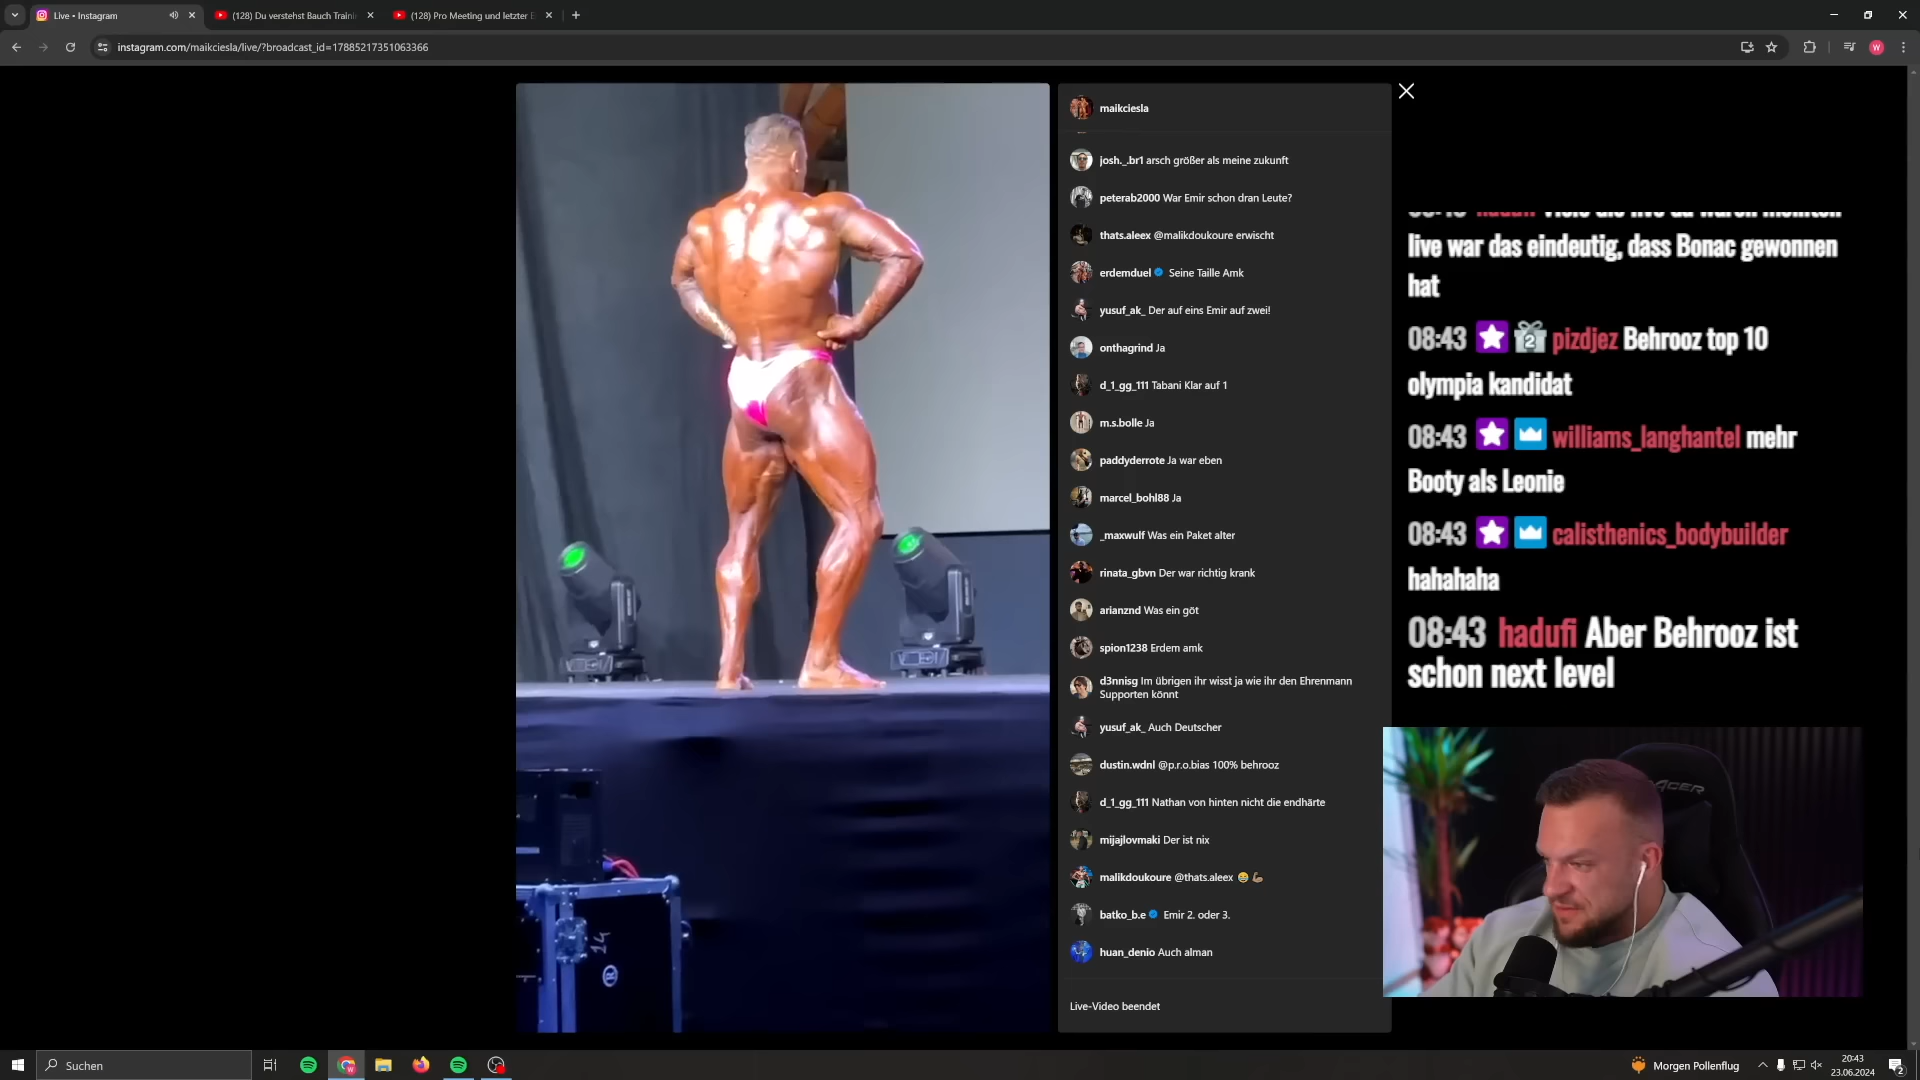 Live • Instagram
(128) Du verstehst Bauch Traini
(128) Pro Meeting und letzter E
instagram.com/maikciesla/live/?broadcast_id=17885217351063366
W
maikciesla
josh._.br1 arsch größer als meine zukunft
peterab2000 War Emir schon dran Leute?
thats.aleex @malikdoukoure erwischt
erdemduel Seine Taille Amk
yusuf_ak_ Der auf eins Emir auf zwei!
onthagrind Ja
d_1_gg_111 Tabani Klar auf 1
m.s.bolle Ja
paddyderrote Ja war eben
marcel_bohl88 Ja
_maxwulf Was ein Paket alter
rinata_gbvn Der war richtig krank
arianznd Was ein göt
spion1238 Erdem amk
d3nnisg Im übrigen ihr wisst ja wie ihr den Ehrenmann
Supporten könnt
yusuf_ak_ Auch Deutscher
dustin.wdnl @p.r.o.bias 100% behrooz
d_1_gg_111 Nathan von hinten nicht die endhärte
mijajlovmaki Der ist nix
malikdoukoure @thats.aleex 😂 💪
batko_b.e Emir 2. oder 3.
huan_denio Auch alman
Live-Video beendet
live war das eindeutig, dass Bonac gewonnen
hat
08:43 2 pizdjez Behrooz top 10
olympia kandidat
08:43 williams_langhantel mehr
Booty als Leonie
08:43 calisthenics_bodybuilder
hahahaha
08:43 hadufi Aber Behrooz ist
schon next level
14
R
Suchen
Morgen Pollenflug
20:43
23.06.2024
2